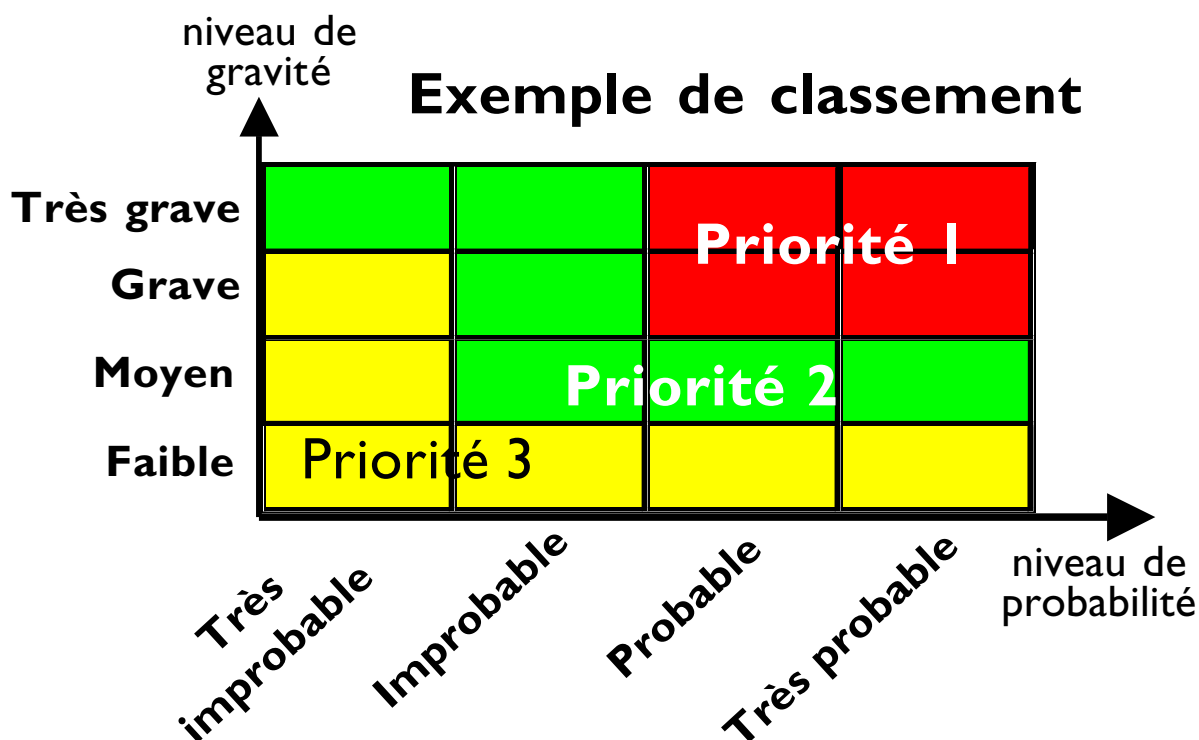 niveau de
gravité
Exemple de classement
Très grave
Priorité 1
Grave
Moyen
Priorité 2
Faible
Priorité 3
Très
improbable
Improbable
Probable
Très probable
niveau de
probabilité